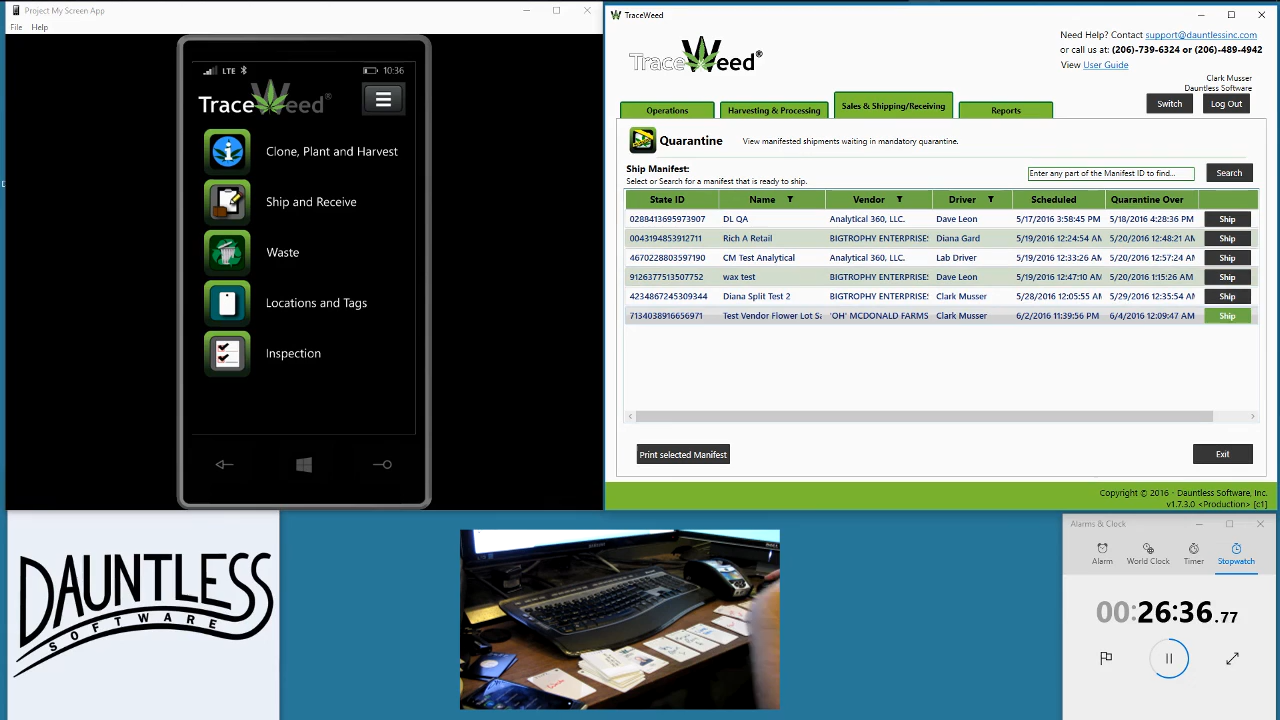 Project My Screen App
File Help
LTE 10:36
TraceWeed®
Clone, Plant and Harvest
Ship and Receive
Waste
Locations and Tags
Inspection
TraceWeed
TraceWeed®
Need Help? Contact support@dauntlessinc.com
or call us at: (206)-739-6324 or (206)-489-4942
View User Guide
Clark Musser
Dauntless Software
Switch Log Out
Operations Harvesting & Processing Sales & Shipping/Receiving Reports
Quarantine View manifested shipments waiting in mandatory quarantine.
Ship Manifest:
Select or Search for a manifest that is ready to ship.
Enter any part of the Manifest ID to find... Search
State ID Name Vendor Driver Scheduled Quarantine Over
0288413695973907 DL QA Analytical 360, LLC. Dave Leon 5/17/2016 3:58:45 PM 5/18/2016 4:28:36 PM Ship
0043194853912711 Rich A Retail BIGTROPHY ENTERPRISE Diana Gard 5/19/2016 12:24:54 AM 5/20/2016 12:48:21 AM Ship
4670228803597190 CM Test Analytical Analytical 360, LLC. Lab Driver 5/19/2016 12:33:26 AM 5/20/2016 12:57:24 AM Ship
9126377513507752 wax test BIGTROPHY ENTERPRISE Dave Leon 5/19/2016 12:47:10 AM 5/20/2016 1:15:26 AM Ship
4234867245309344 Diana Split Test 2 BIGTROPHY ENTERPRISE Clark Musser 5/28/2016 12:05:55 AM 5/29/2016 12:35:54 AM Ship
7134038916656971 Test Vendor Flower Lot Sa 'OH' MCDONALD FARMS Clark Musser 6/2/2016 11:39:56 PM 6/4/2016 12:09:47 AM Ship
Print selected Manifest Exit
Copyright © 2016 - Dauntless Software, Inc.
v1.7.3.0 <Production> [c1]
DAUNTLESS
SOFTWARE
Alarms & Clock
Alarm World Clock Timer Stopwatch
00:26:36.77